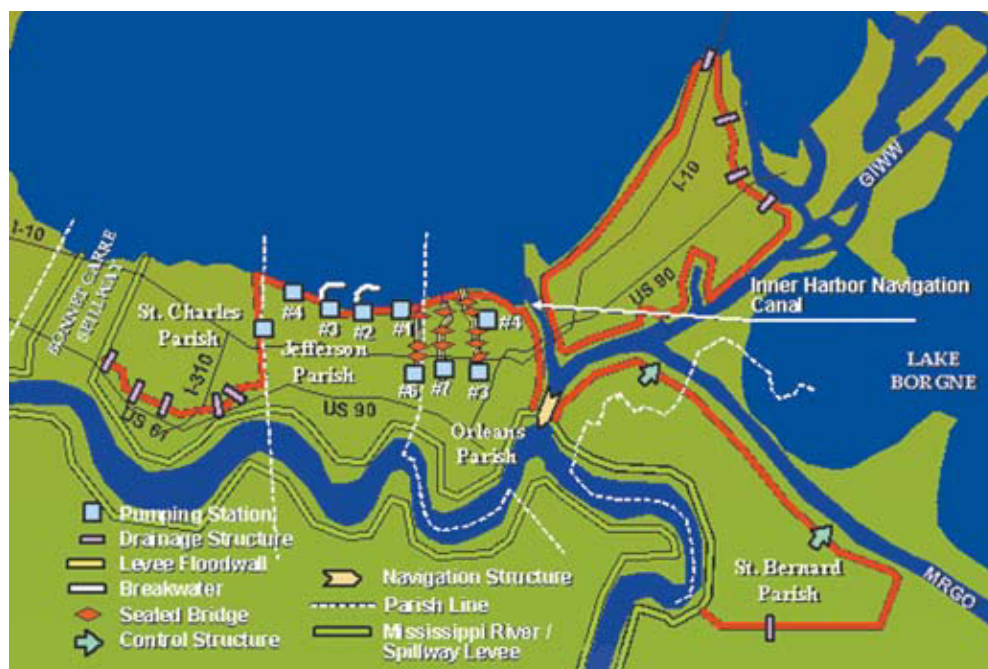 I-10
BONNET CARRE
SPILLWAY
St. Charles
Parish
I-310
US 61
#4
#3
#2
#1
Jefferson
Parish
US 90
#6
#7
#3
#4
Orleans
Parish
I-10
US 90
GIWW
Inner Harbor Navigation
Canal
LAKE
BORGNE
St. Bernard
Parish
MRGO
Pumping Station
Drainage Structure
Levee Floodwall
Breakwater
Sealed Bridge
Control Structure
Navigation Structure
Parish Line
Mississippi River /
Spillway Levee